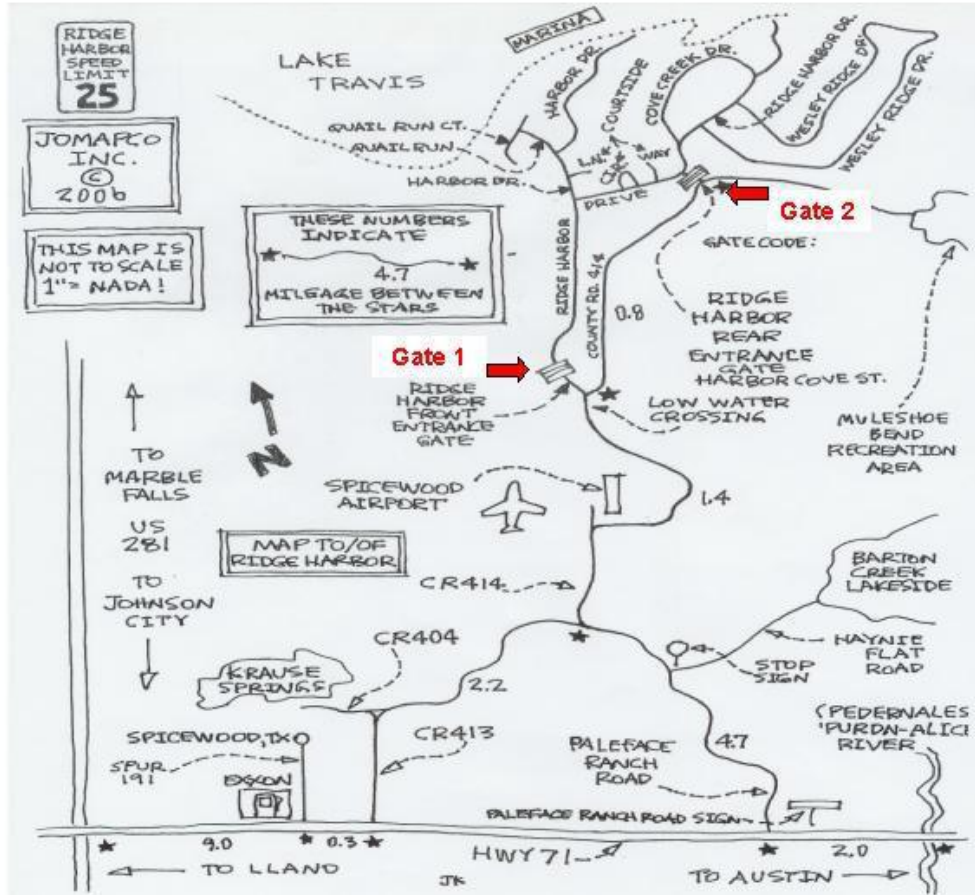 RIDGE
HARBOR
SPEED
LIMIT
25
JOMAPCO
INC.
©
2006
THIS MAP IS
NOT TO SCALE
1"= NADA!
LAKE
TRAVIS
MARINA
QUAIL RUN CT.
QUAIL RUN
HARBOR DR.
HARBOR DR.
L.N.*
COURTSIDE
CIR*
WAY
COVE CREEK DR.
RIDGE HARBOR DR.
WESLEY RIDGE DR.
WESLEY RIDGE DR.
DRIVE
RIDGE HARBOR
THESE NUMBERS
INDICATE
4.7
MILEAGE BETWEEN
THE STARS
Gate 2
GATE CODE:
COUNTY RD. 414
0.8
RIDGE
HARBOR
REAR
ENTRANCE
GATE
HARBOR COVE ST.
Gate 1
RIDGE
HARBOR
FRONT
ENTRANCE
GATE
LOW WATER
CROSSING
MULESHOE
BEND
RECREATION
AREA
TO
MARBLE
FALLS
US
281
TO
JOHNSON
CITY
N
SPICEWOOD
AIRPORT
1.4
MAP TO/OF
RIDGE HARBOR
CR414
BARTON
CREEK
LAKESIDE
HAYNIE
FLAT
ROAD
STOP
SIGN
CR404
KRAUSE
SPRINGS
2.2
CR413
SPICEWOOD, TX
SPUR
191
EXXON
PALEFACE
RANCH
ROAD
4.7
(PEDERNALES
"PURDN-ALICI
RIVER
PALEFACE RANCH ROAD SIGN
9.0
0.3
HWY 71
2.0
TO LLANO
JK
TO AUSTIN